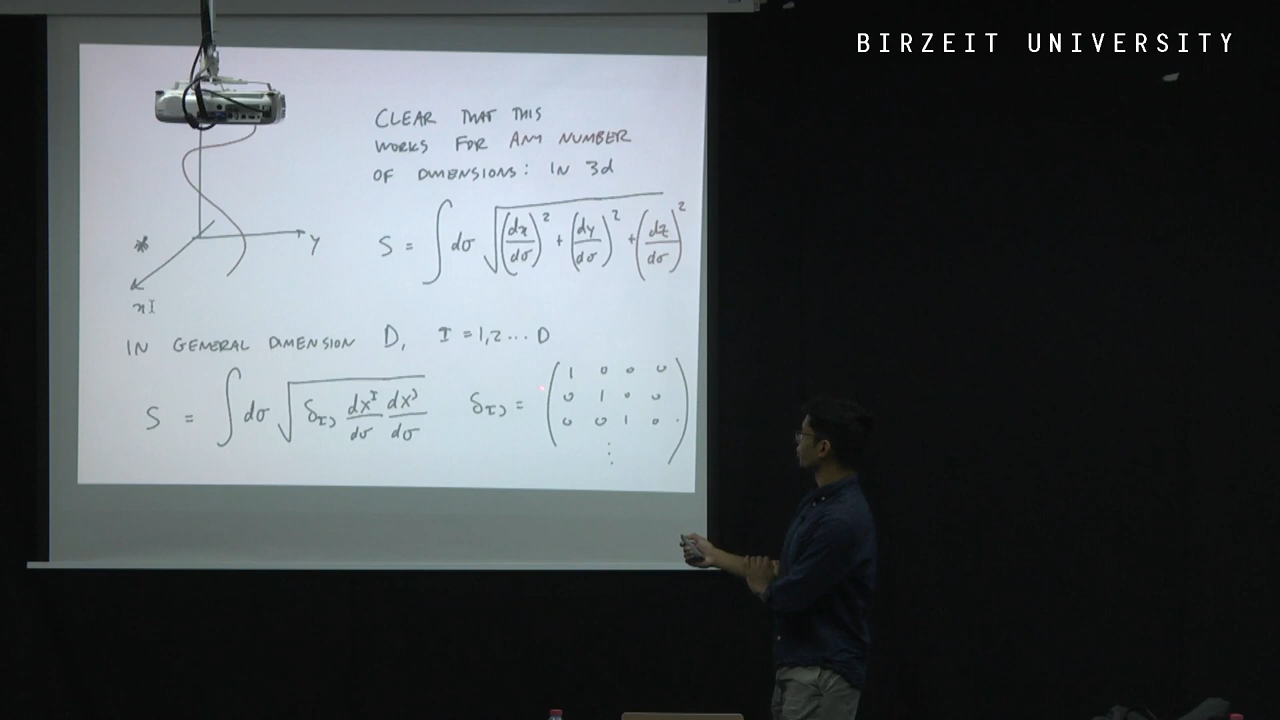 BIRZEIT UNIVERSITY
CLEAR THAT THIS
WORKS FOR ANY NUMBER
OF DIMENSIONS: IN 3d
S = ∫ dσ √((dx/dσ)² + (dy/dσ)² + (dz/dσ)²)
y
IN GENERAL DIMENSION D, I = 1,2 ... D
S = ∫ dσ √(δ_IJ dx^I/dσ dx^J/dσ) δ_IJ = (1 0 0 0
0 1 0 0
0 0 1 0 .
⋮)